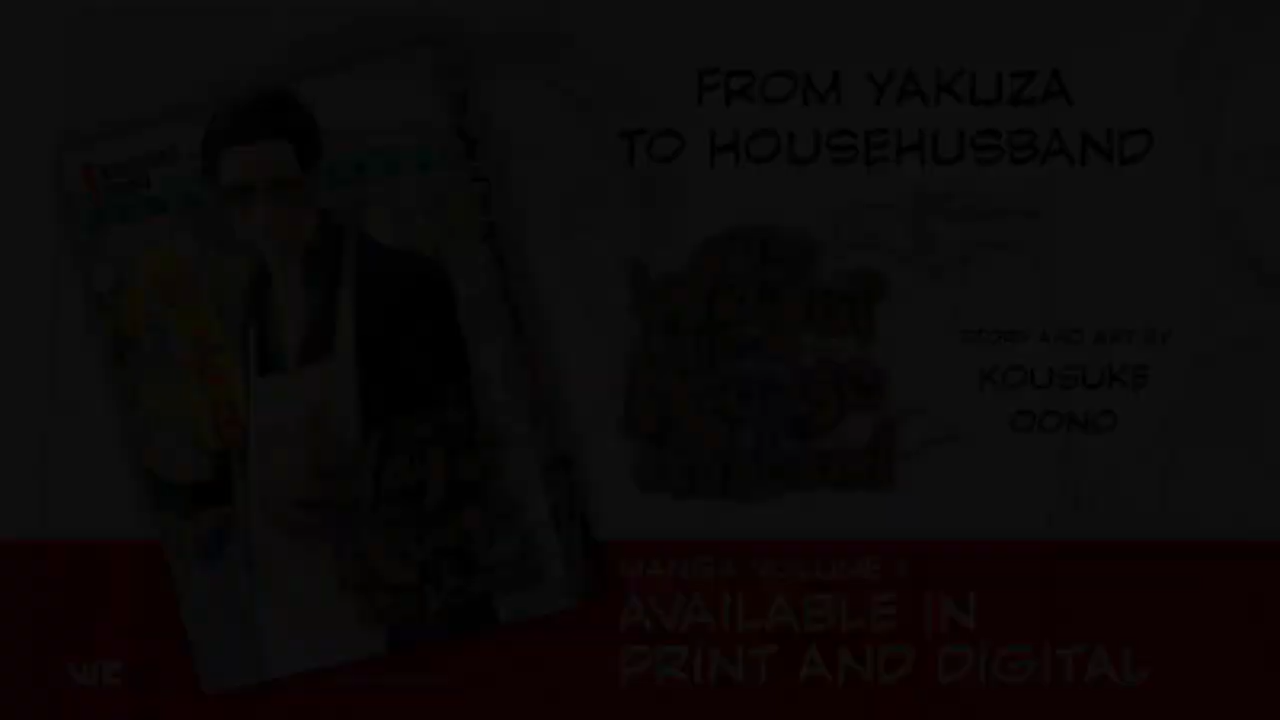 FROM YAKUZA
TO HOUSEHUSBAND
STORY AND ART BY
KOUSUKE
OONO
MANGA VOLUME 1
AVAILABLE IN
PRINT AND DIGITAL